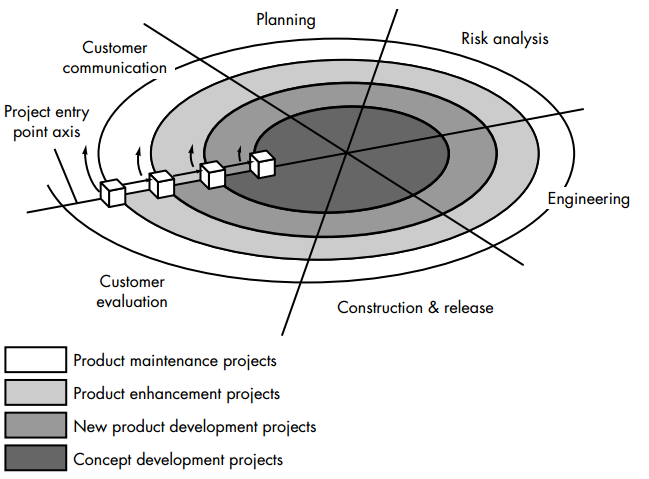 Planning
Risk analysis
Customer
communication
Project entry
point axis
Engineering
Customer
evaluation
Construction & release
Product maintenance projects
Product enhancement projects
New product development projects
Concept development projects